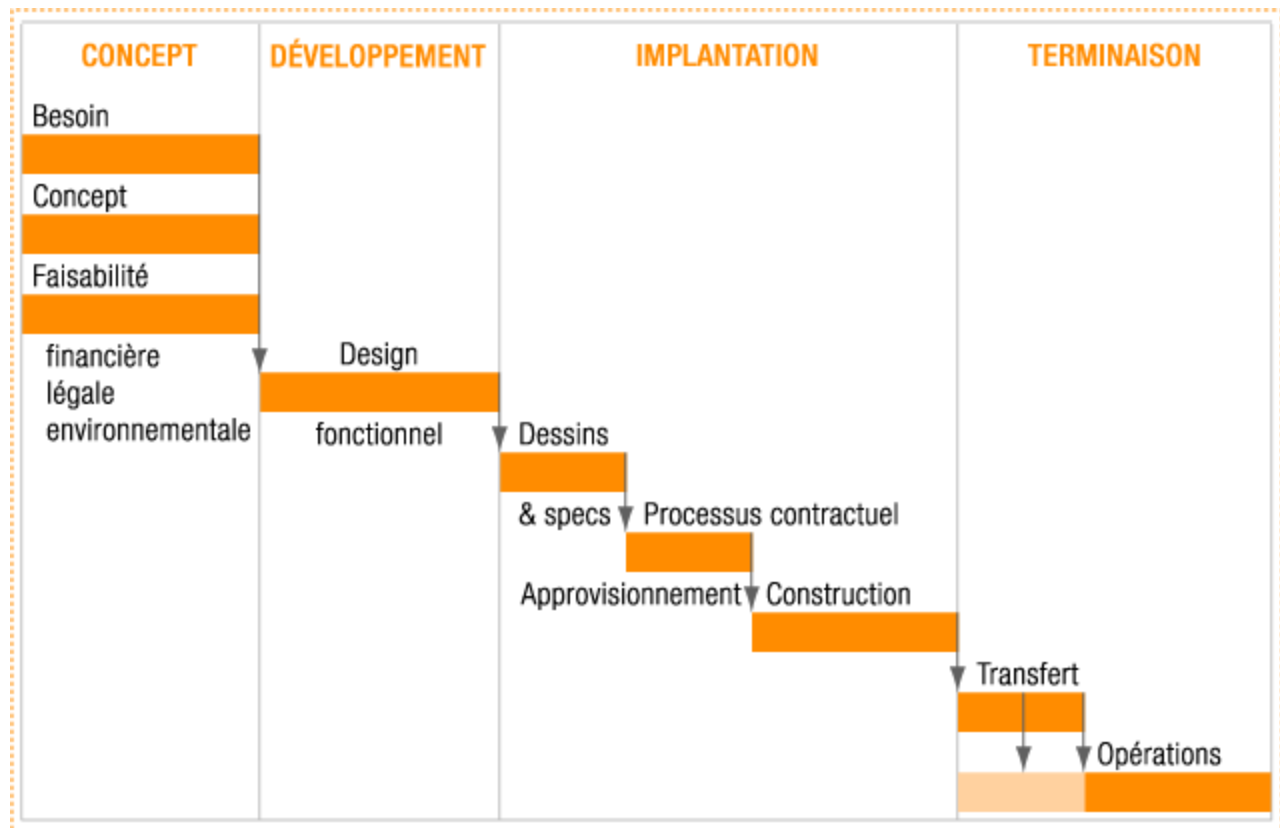 CONCEPT
DÉVELOPPEMENT
IMPLANTATION
TERMINAISON
Besoin
Concept
Faisabilité
financière
légale
environnementale
Design
fonctionnel
Dessins
& specs
Processus contractuel
Approvisionnement
Construction
Transfert
Opérations